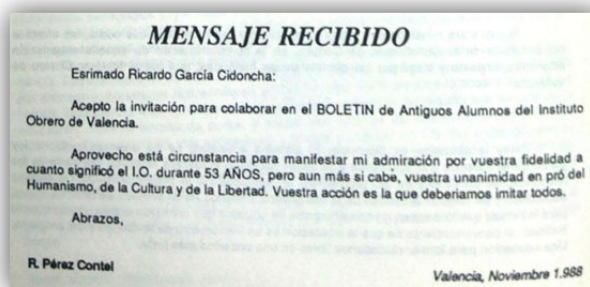 MENSAJE RECIBIDO
Esrimado Ricardo García Cidoncha:
Acepto la invitación para colaborar en el BOLETIN de Antiguos Alumnos del Instituto
Obrero de Valencia.
Aprovecho está circunstancia para manifestar mi admiración por vuestra fidelidad a
cuanto significó el I.O. durante 53 AÑOS, pero aun más si cabe, vuestra unanimidad en pró del
Humanismo, de la Cultura y de la Libertad. Vuestra acción es la que deberiamos imitar todos.
Abrazos,
R. Pérez Contel
Valencia, Noviembre 1.988